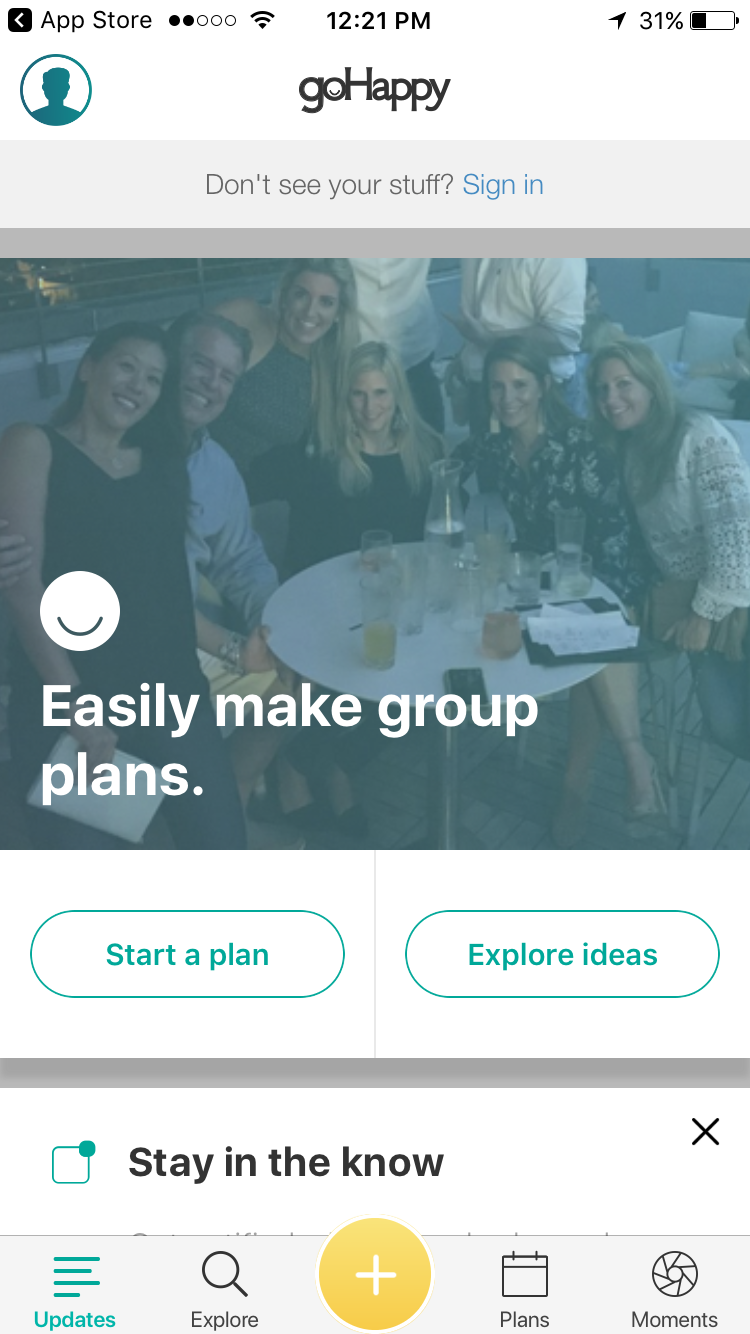 App Store 12:21 PM 31%
goHappy
Don't see your stuff? Sign in
Easily make group
plans.
Start a plan Explore ideas
Stay in the know
Updates Explore Plans Moments